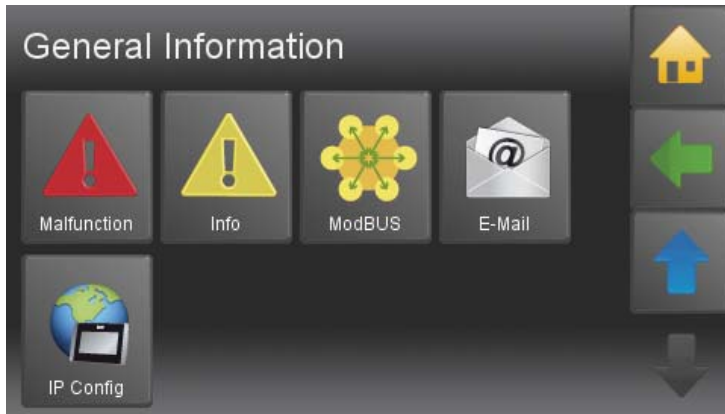 General Information
Malfunction
Info
ModBUS
E-Mail
IP Config